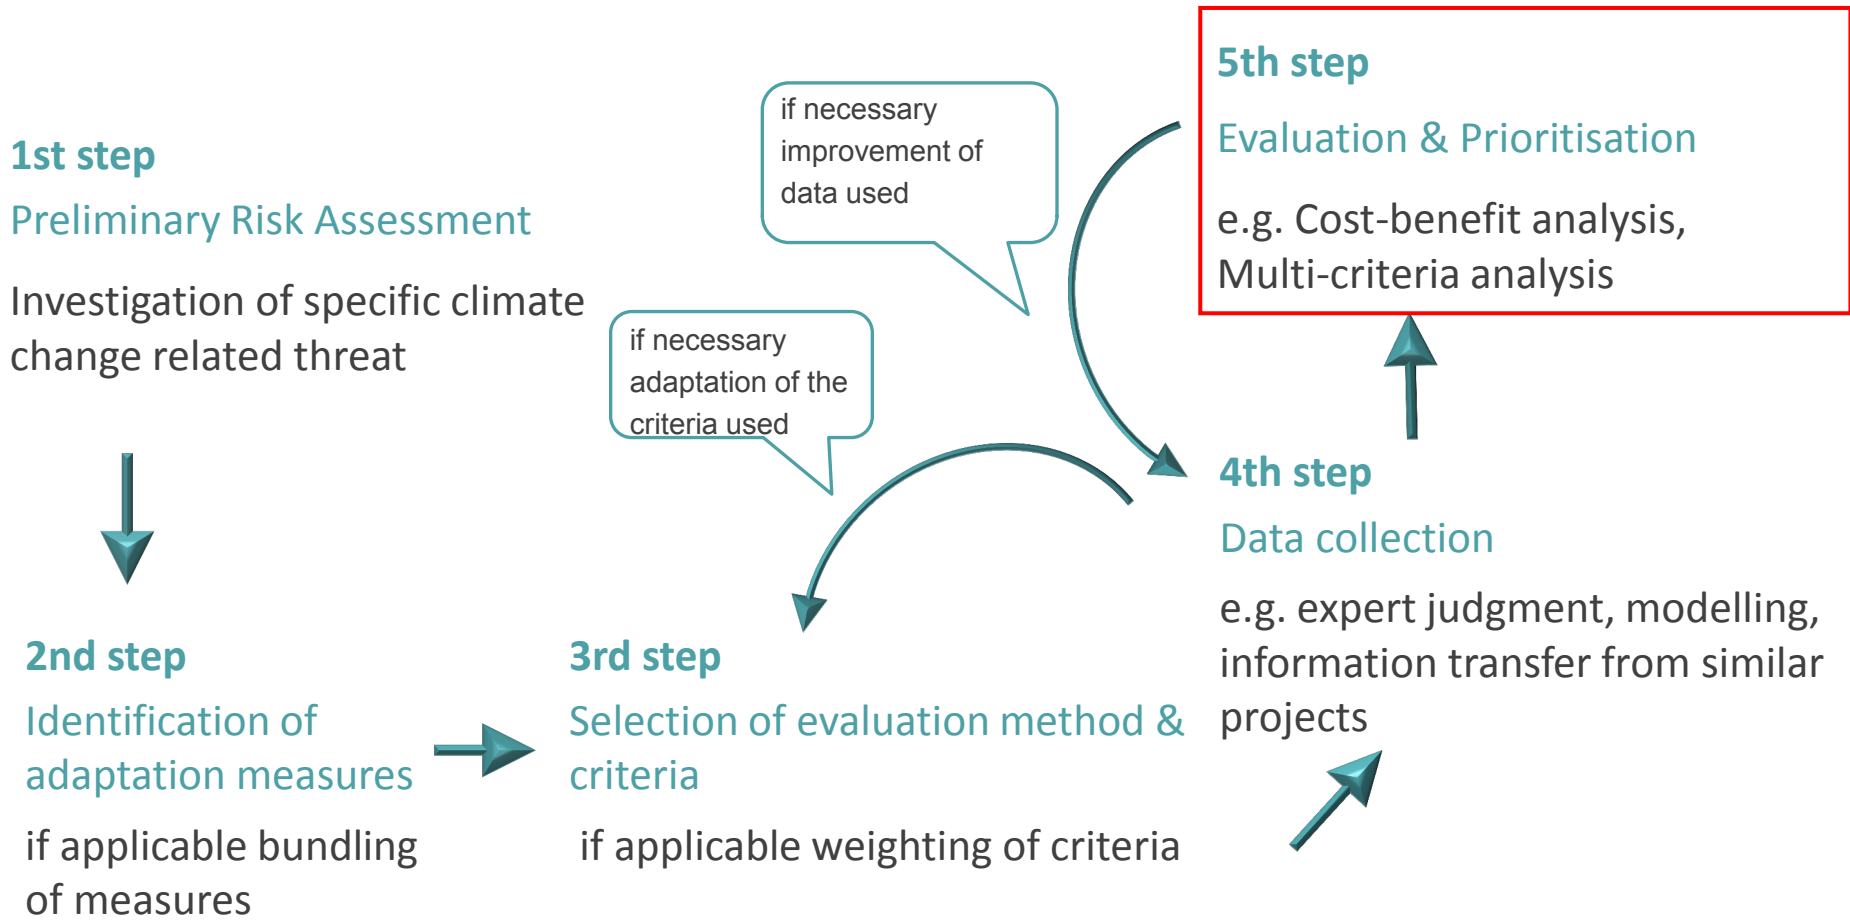 1st step
Preliminary Risk Assessment
Investigation of specific climate
change related threat
2nd step
Identification of
adaptation measures
if applicable bundling
of measures
3rd step
Selection of evaluation method &
criteria
if applicable weighting of criteria
if necessary
adaptation of the
criteria used
4th step
Data collection
e.g. expert judgment, modelling,
information transfer from similar
projects
if necessary
improvement of
data used
5th step
Evaluation & Prioritisation
e.g. Cost-benefit analysis,
Multi-criteria analysis